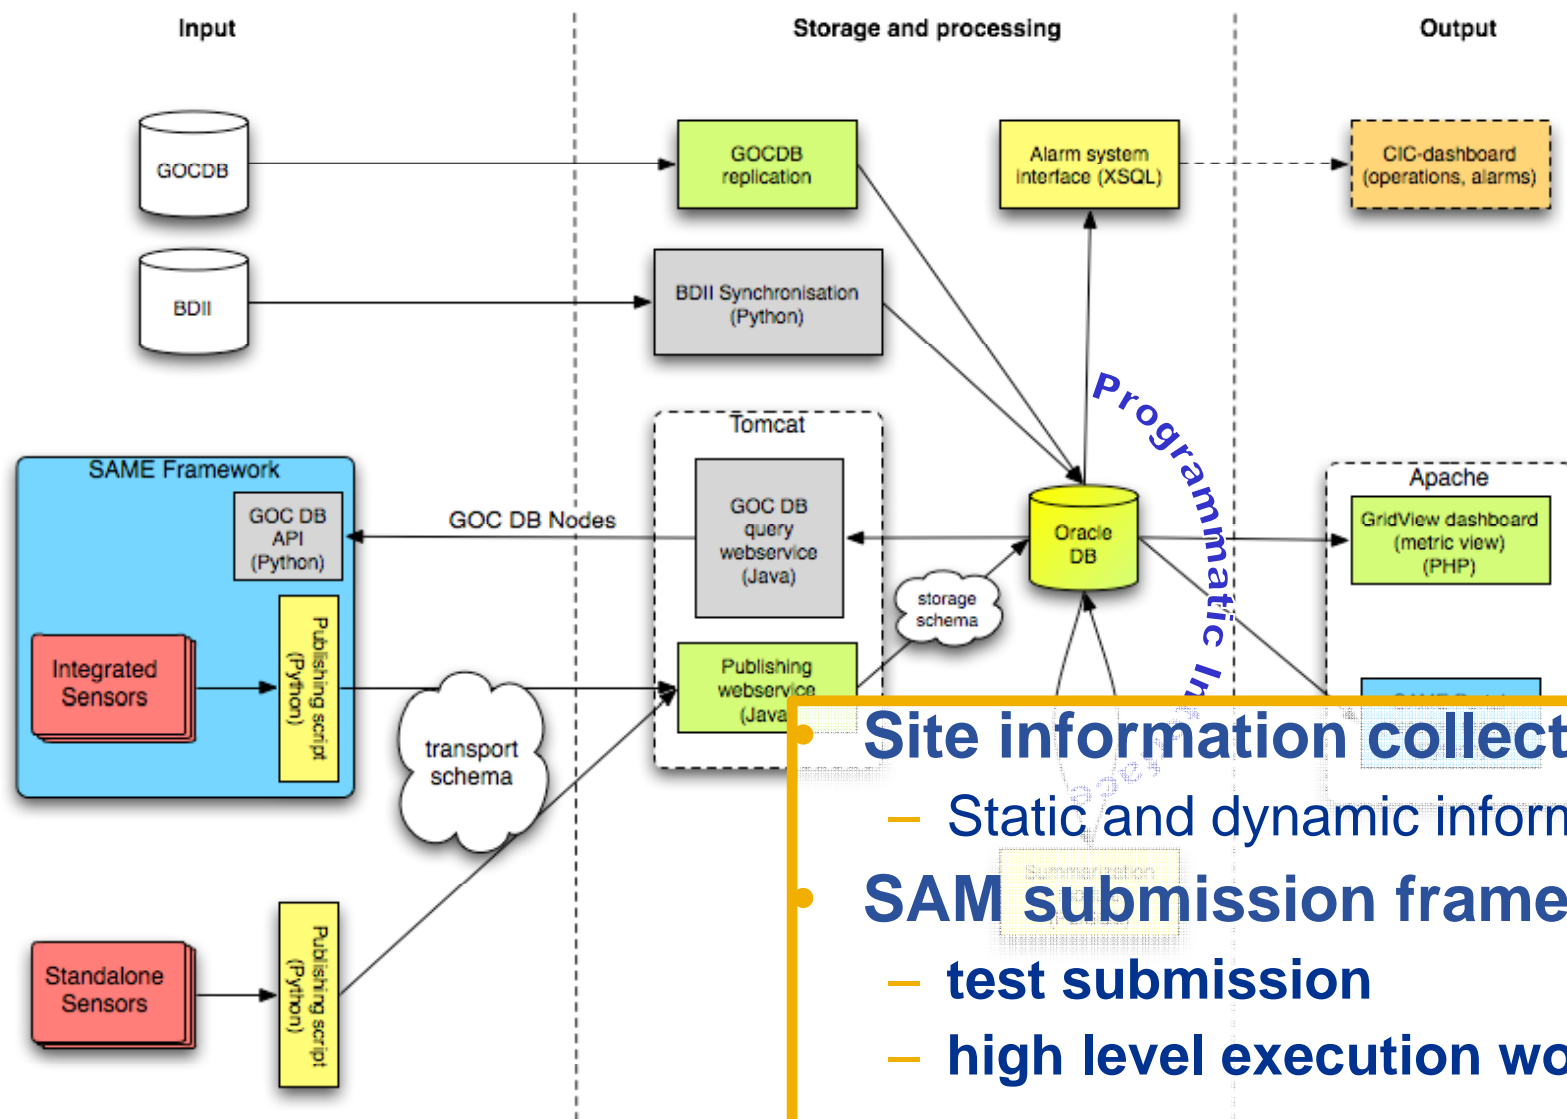 Input
Storage and processing
Output
GOCDB
GOCDB
replication
Alarm system
interface (XSQL)
CIC-dashboard
(operations, alarms)
BDII
BDII Synchronisation
(Python)
Programmatic In
Tomcat
SAME Framework
GOC DB
API
(Python)
GOC DB Nodes
GOC DB
query
webservice
(Java)
Oracle
DB
Apache
GridView dashboard
(metric view)
(PHP)
storage
schema
Integrated
Sensors
Publishing script
(Python)
transport
schema
Publishing
webservice
(Java
• Site information collect
– Static and dynamic inform
• SAM submission frame
– test submission
– high level execution wo
Standalone
Sensors
Publishing script
(Python)